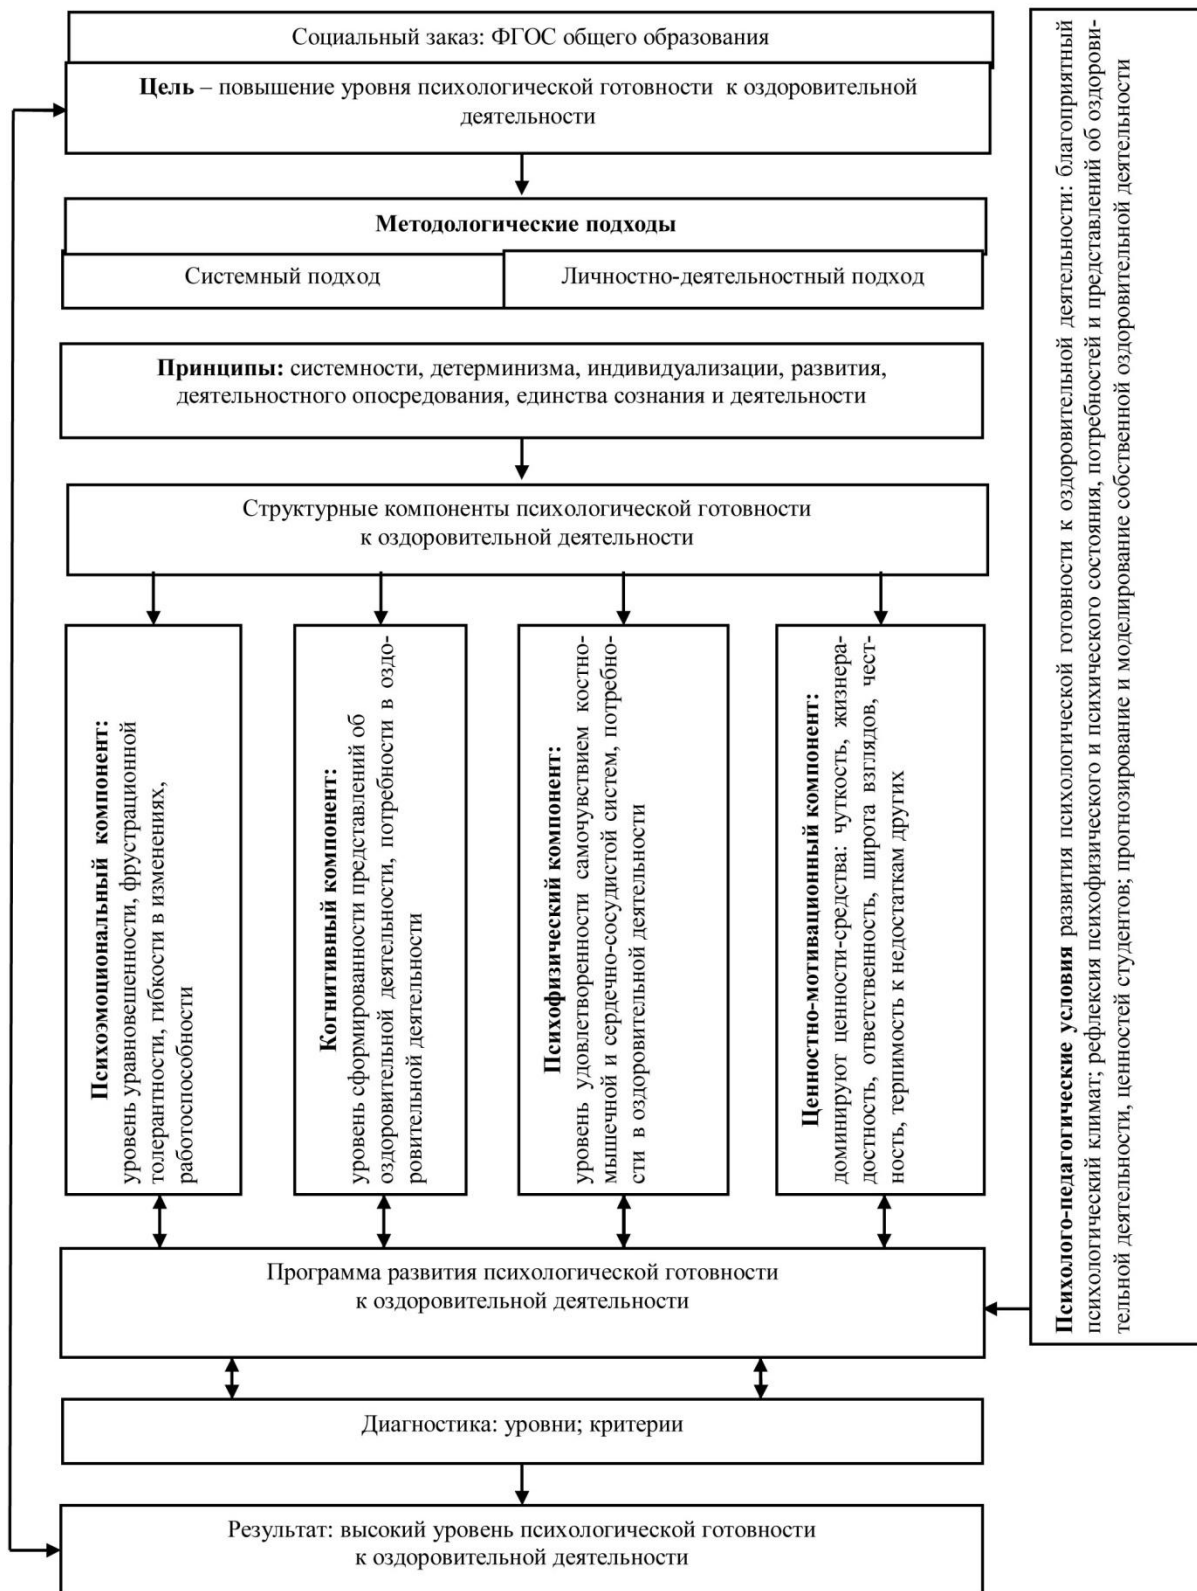 Социальный заказ: ФГОС общего образования
Цель – повышение уровня психологической готовности к оздоровительной
деятельности
Методологические подходы
Системный подход
Личностно-деятельностный подход
Принципы: системности, детерминизма, индивидуализации, развития,
деятельностного опосредования, единства сознания и деятельности
Структурные компоненты психологической готовности
к оздоровительной деятельности
Психоэмоциональный компонент:
уровень уравновешенности, фрустрационной
толерантности, гибкости в изменениях,
работоспособности
Когнитивный компонент:
уровень сформированности представлений об
оздоровительной деятельности, потребности в оздо-
ровительной деятельности
Психофизический компонент:
уровень удовлетворенности самочувствием костно-
мышечной и сердечно-сосудистой систем, потребно-
сти в оздоровительной деятельности
Ценностно-мотивационный компонент:
доминируют ценности-средства: чуткость, жизнера-
достность, ответственность, широта взглядов, чест-
ность, терпимость к недостаткам других
Программа развития психологической готовности
к оздоровительной деятельности
Диагностика: уровни; критерии
Результат: высокий уровень психологической готовности
к оздоровительной деятельности
Психолого-педагогические условия развития психологической готовности к оздоровительной деятельности: благоприятный
психологический климат; рефлексия психофизического и психического состояния, потребностей и представлений об оздорови-
тельной деятельности, ценностей студентов; прогнозирование и моделирование собственной оздоровительной деятельности